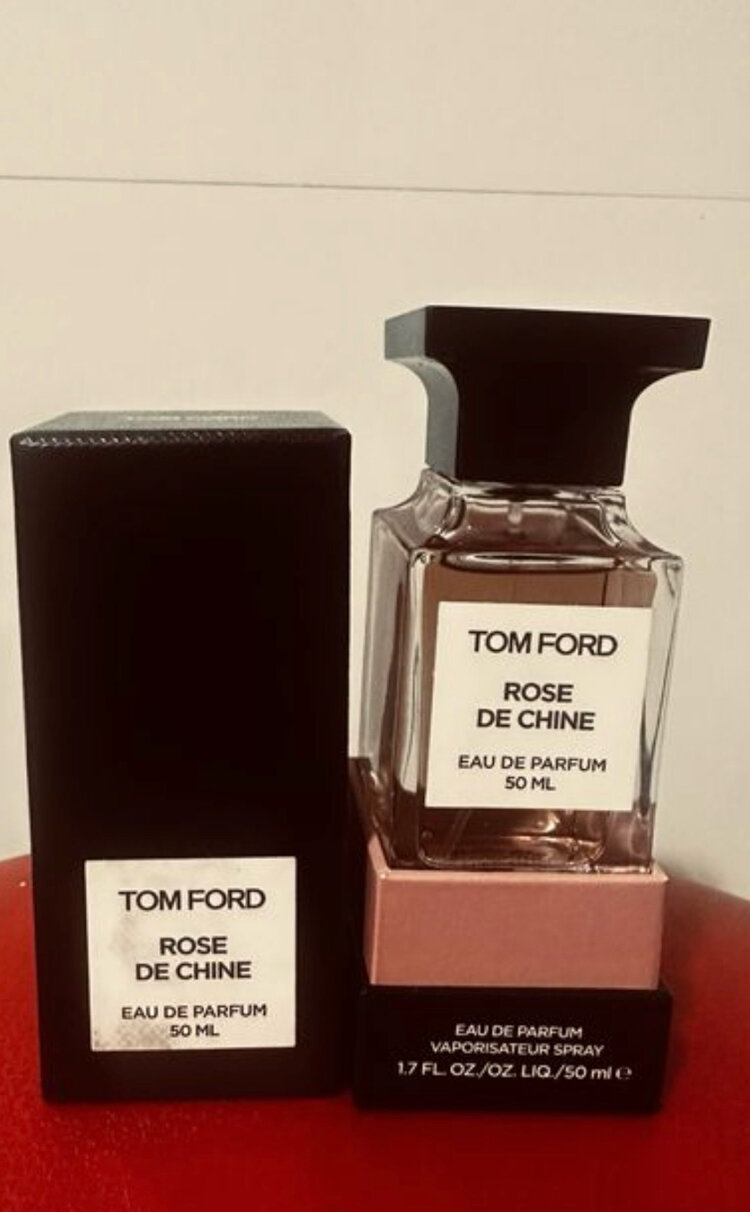 TOM FORD
ROSE
DE CHINE
EAU DE PARFUM
50 ML
TOM FORD
ROSE
DE CHINE
EAU DE PARFUM
50 ML
EAU DE PARFUM
VAPORISATEUR SPRAY
1.7 FL. OZ./OZ. LIQ./50 ml ℮